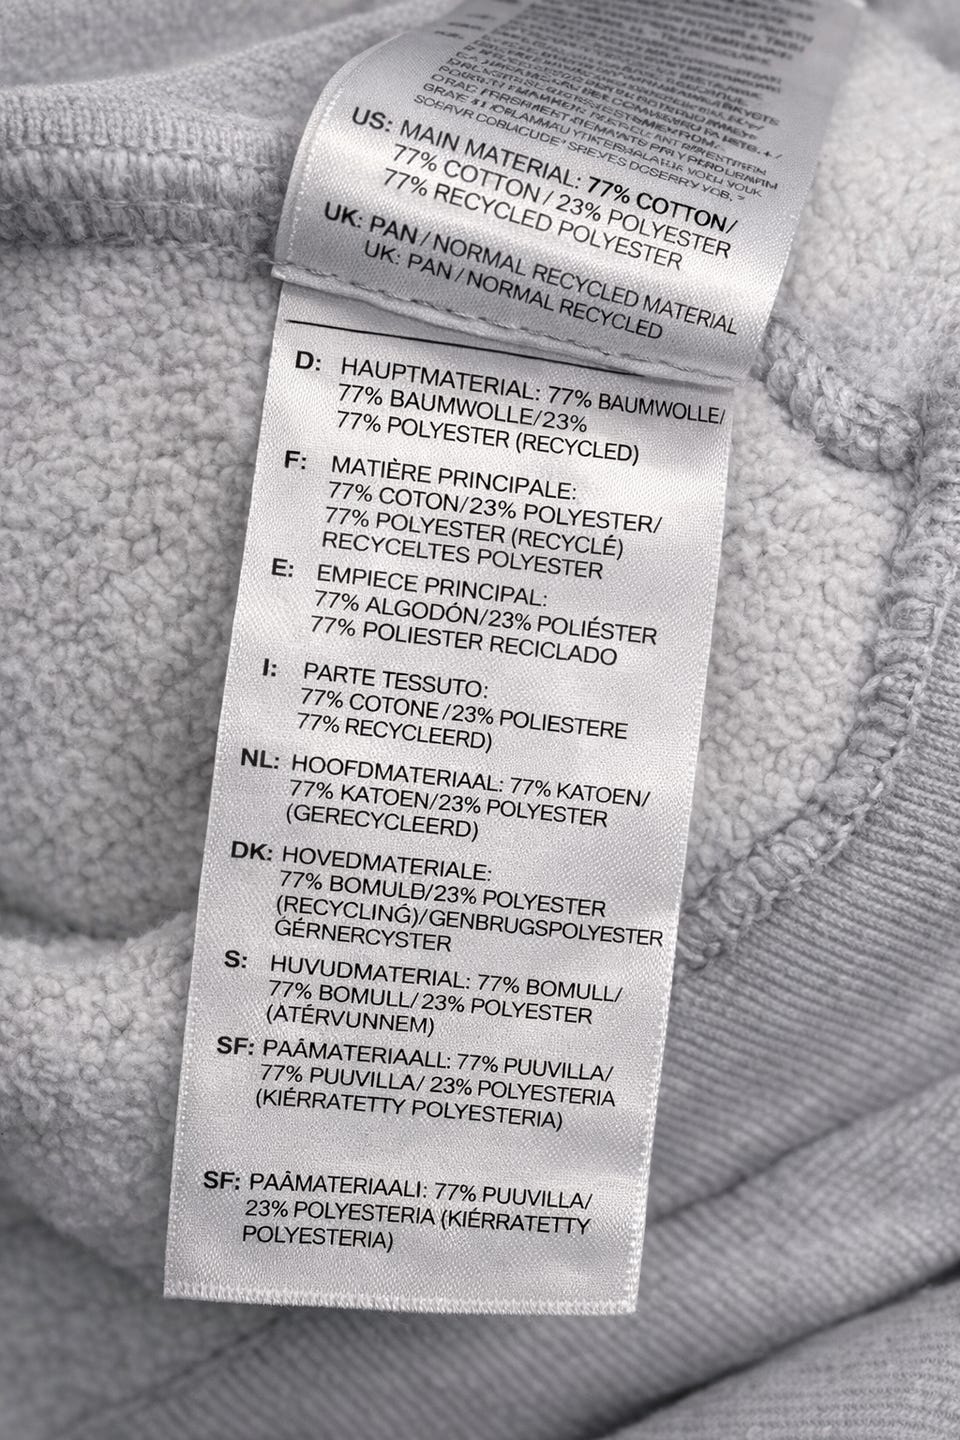 US: MAIN MATERIAL: 77% COTTON/
77% COTTON / 23% POLYESTER
77% RECYCLED POLYESTER
UK: PAN / NORMAL RECYCLED MATERIAL
UK: PAN / NORMAL RECYCLED
D: HAUPTMATERIAL: 77% BAUMWOLLE/
77% BAUMWOLLE/23%
77% POLYESTER (RECYCLED)
F: MATIÈRE PRINCIPALE:
77% COTON/23% POLYESTER/
77% POLYESTER (RECYCLÉ)
RECYCELTES POLYESTER
E: EMPIECE PRINCIPAL:
77% ALGODÓN/23% POLIÉSTER
77% POLIESTER RECICLADO
I: PARTE TESSUTO:
77% COTONE /23% POLIESTERE
77% RECYCLEERD)
NL: HOOFDMATERIAAL: 77% KATOEN/
77% KATOEN/23% POLYESTER
(GERECYCLEERD)
DK: HOVEDMATERIALE:
77% BOMULB/23% POLYESTER
(RECYCLINǴ)/GENBRUGSPOLYESTER
ǴÉRNERCYSTER
S: HUVUDMATERIAL: 77% BOMULL/
77% BOMULL/23% POLYESTER
(ATÉRVUNNEM)
SF: PAÂMATERIAALL: 77% PUUVILLA/
77% PUUVILLA/ 23% POLYESTERIA
(KIÉRRATETTY POLYESTERIA)
SF: PAÂMATERIAALI: 77% PUUVILLA/
23% POLYESTERIA (KIÉRRATETTY
POLYESTERIA)